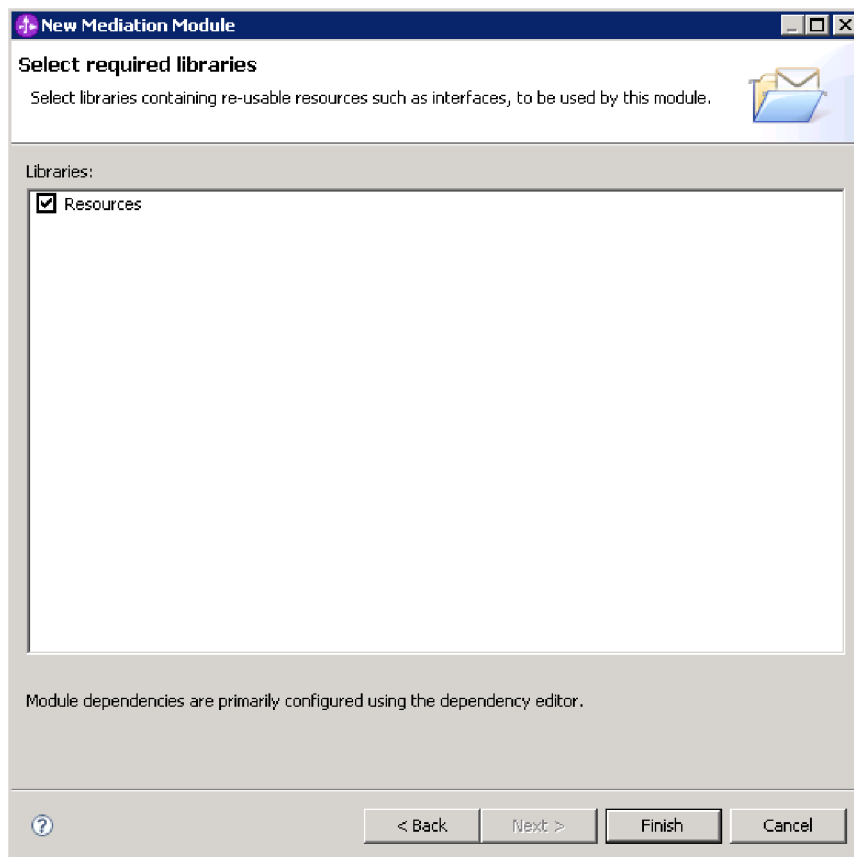 New Mediation Module
Select required libraries
Select libraries containing re-usable resources such as interfaces, to be used by this module.
Libraries:
Resources
Module dependencies are primarily configured using the dependency editor.
< Back Next > Finish Cancel